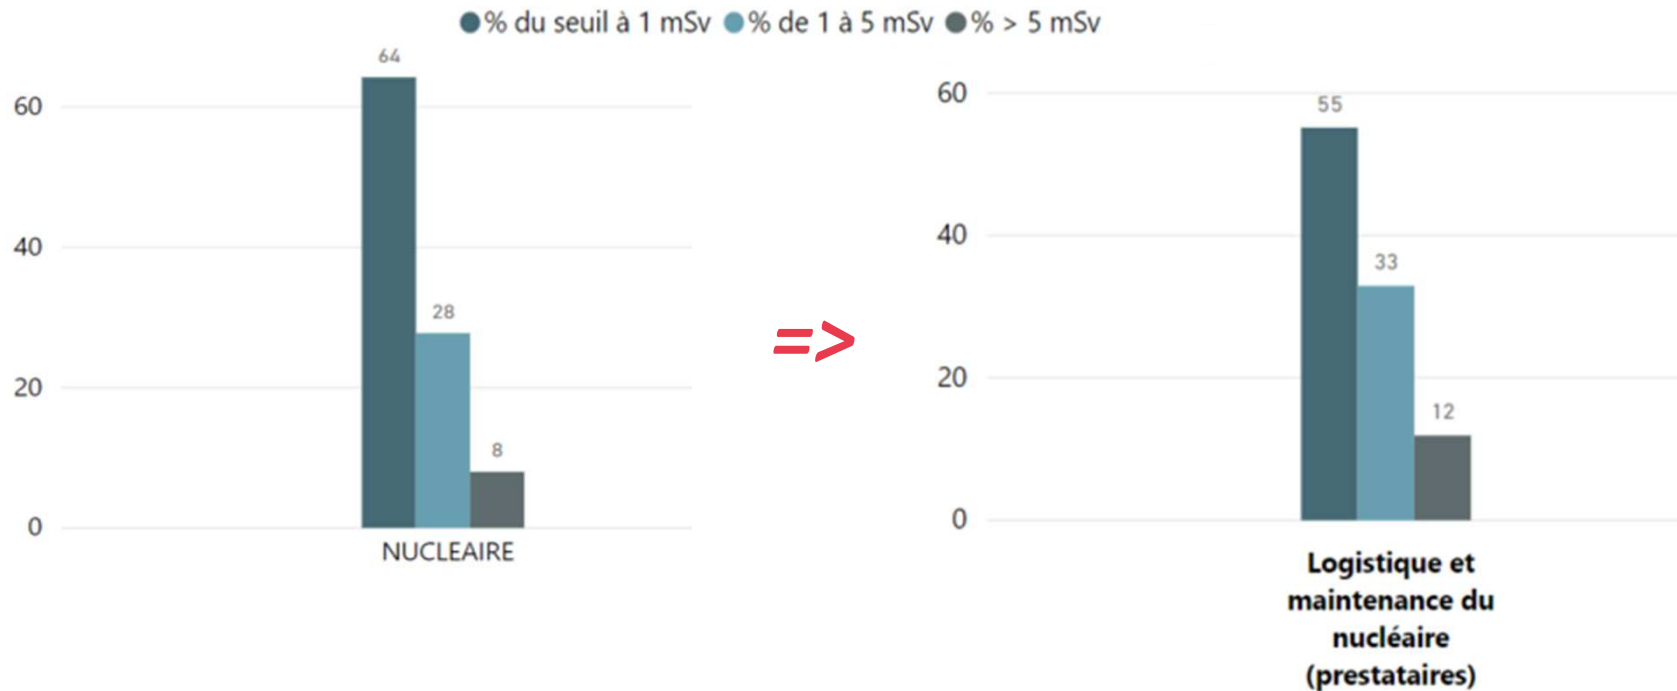 % du seuil à 1 mSv % de 1 à 5 mSv % > 5 mSv
64
60
28
40
20
8
0
NUCLEAIRE
=>
60
55
40
33
20
12
0
Logistique et
maintenance du
nucléaire
(prestataires)